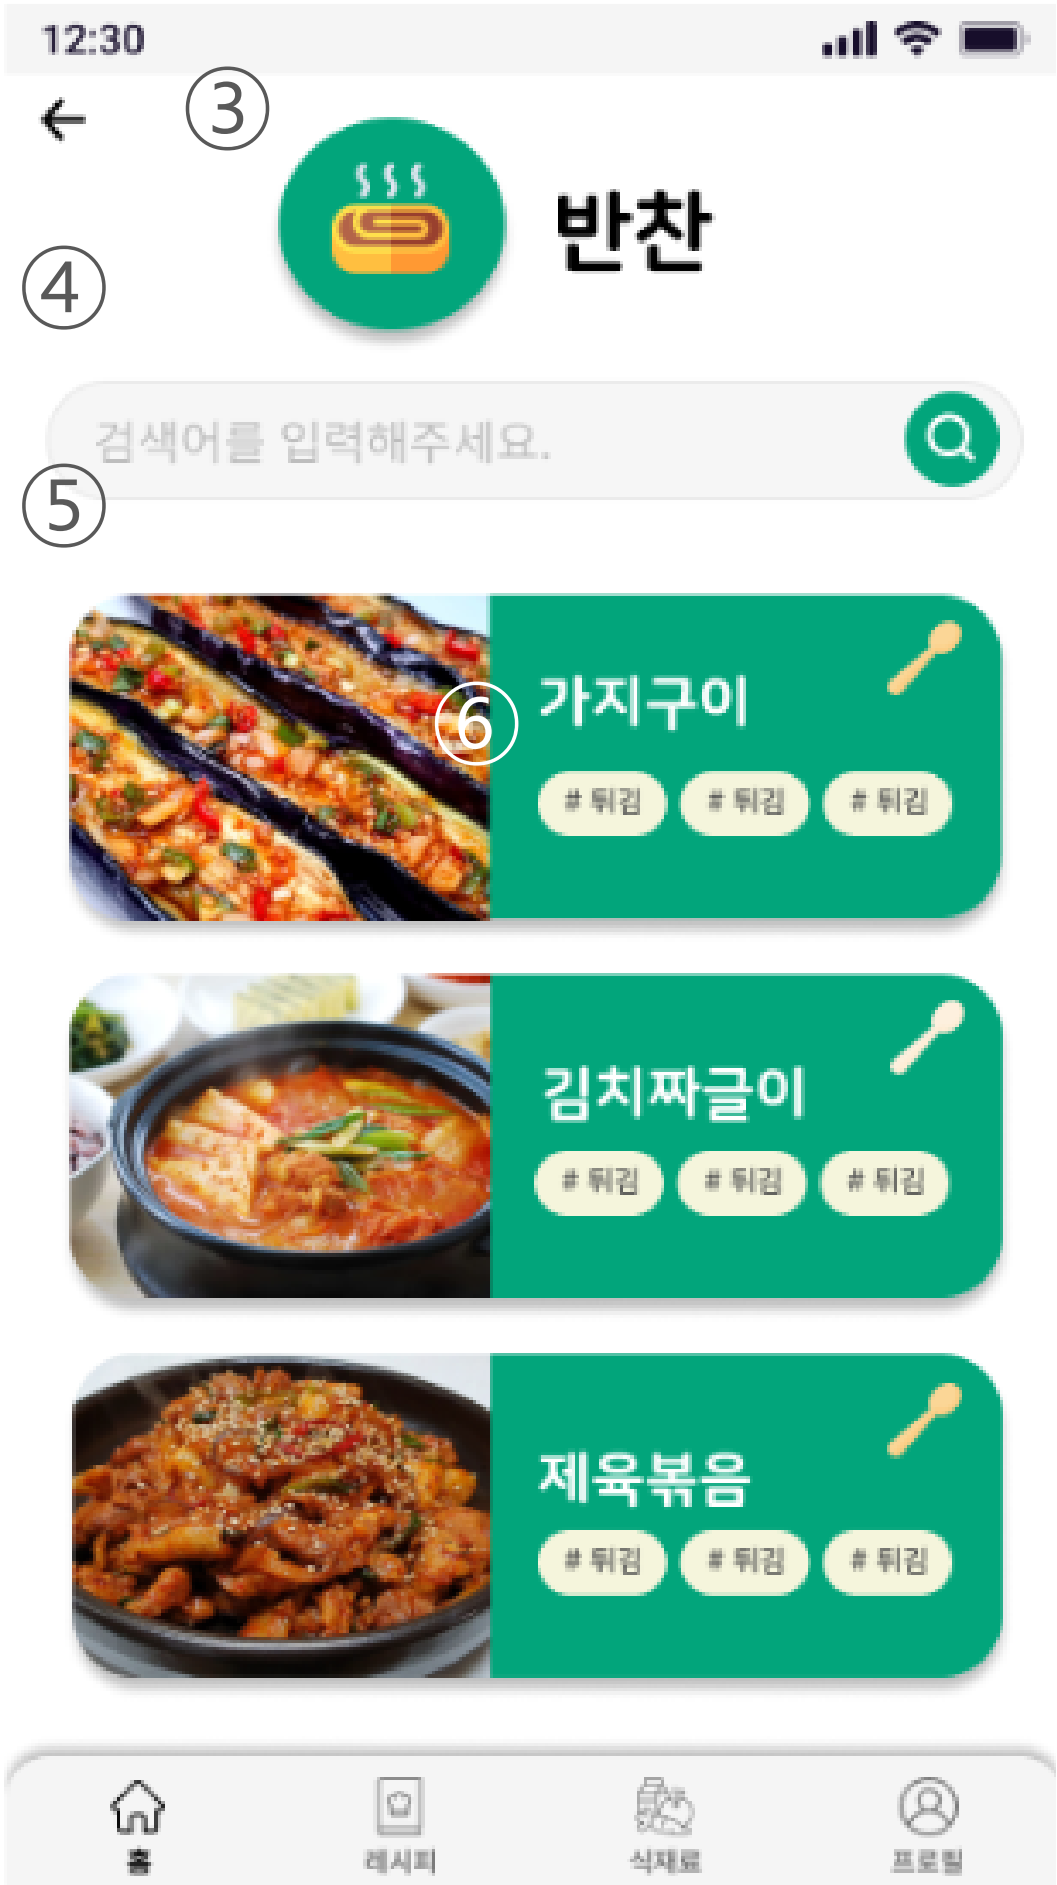 12:30
③
반찬
④
검색어를 입력해주세요.
⑤
⑥
가지구이
# 튀김 # 튀김 # 튀김
김치짜글이
# 튀김 # 튀김 # 튀김
제육볶음
# 튀김 # 튀김 # 튀김
홈 레시피 식재료 프로필